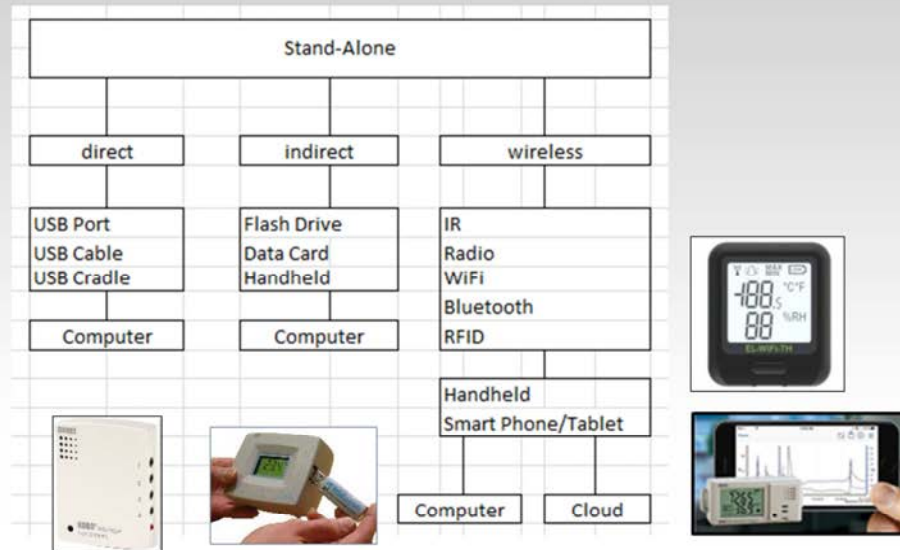 Stand-Alone
direct
indirect
wireless
USB Port
USB Cable
USB Cradle
Flash Drive
Data Card
Handheld
IR
Radio
WiFi
Bluetooth
RFID
Computer
Computer
Handheld
Smart Phone/Tablet
Computer
Cloud
°C°F
%RH
EL-WiFi-TH